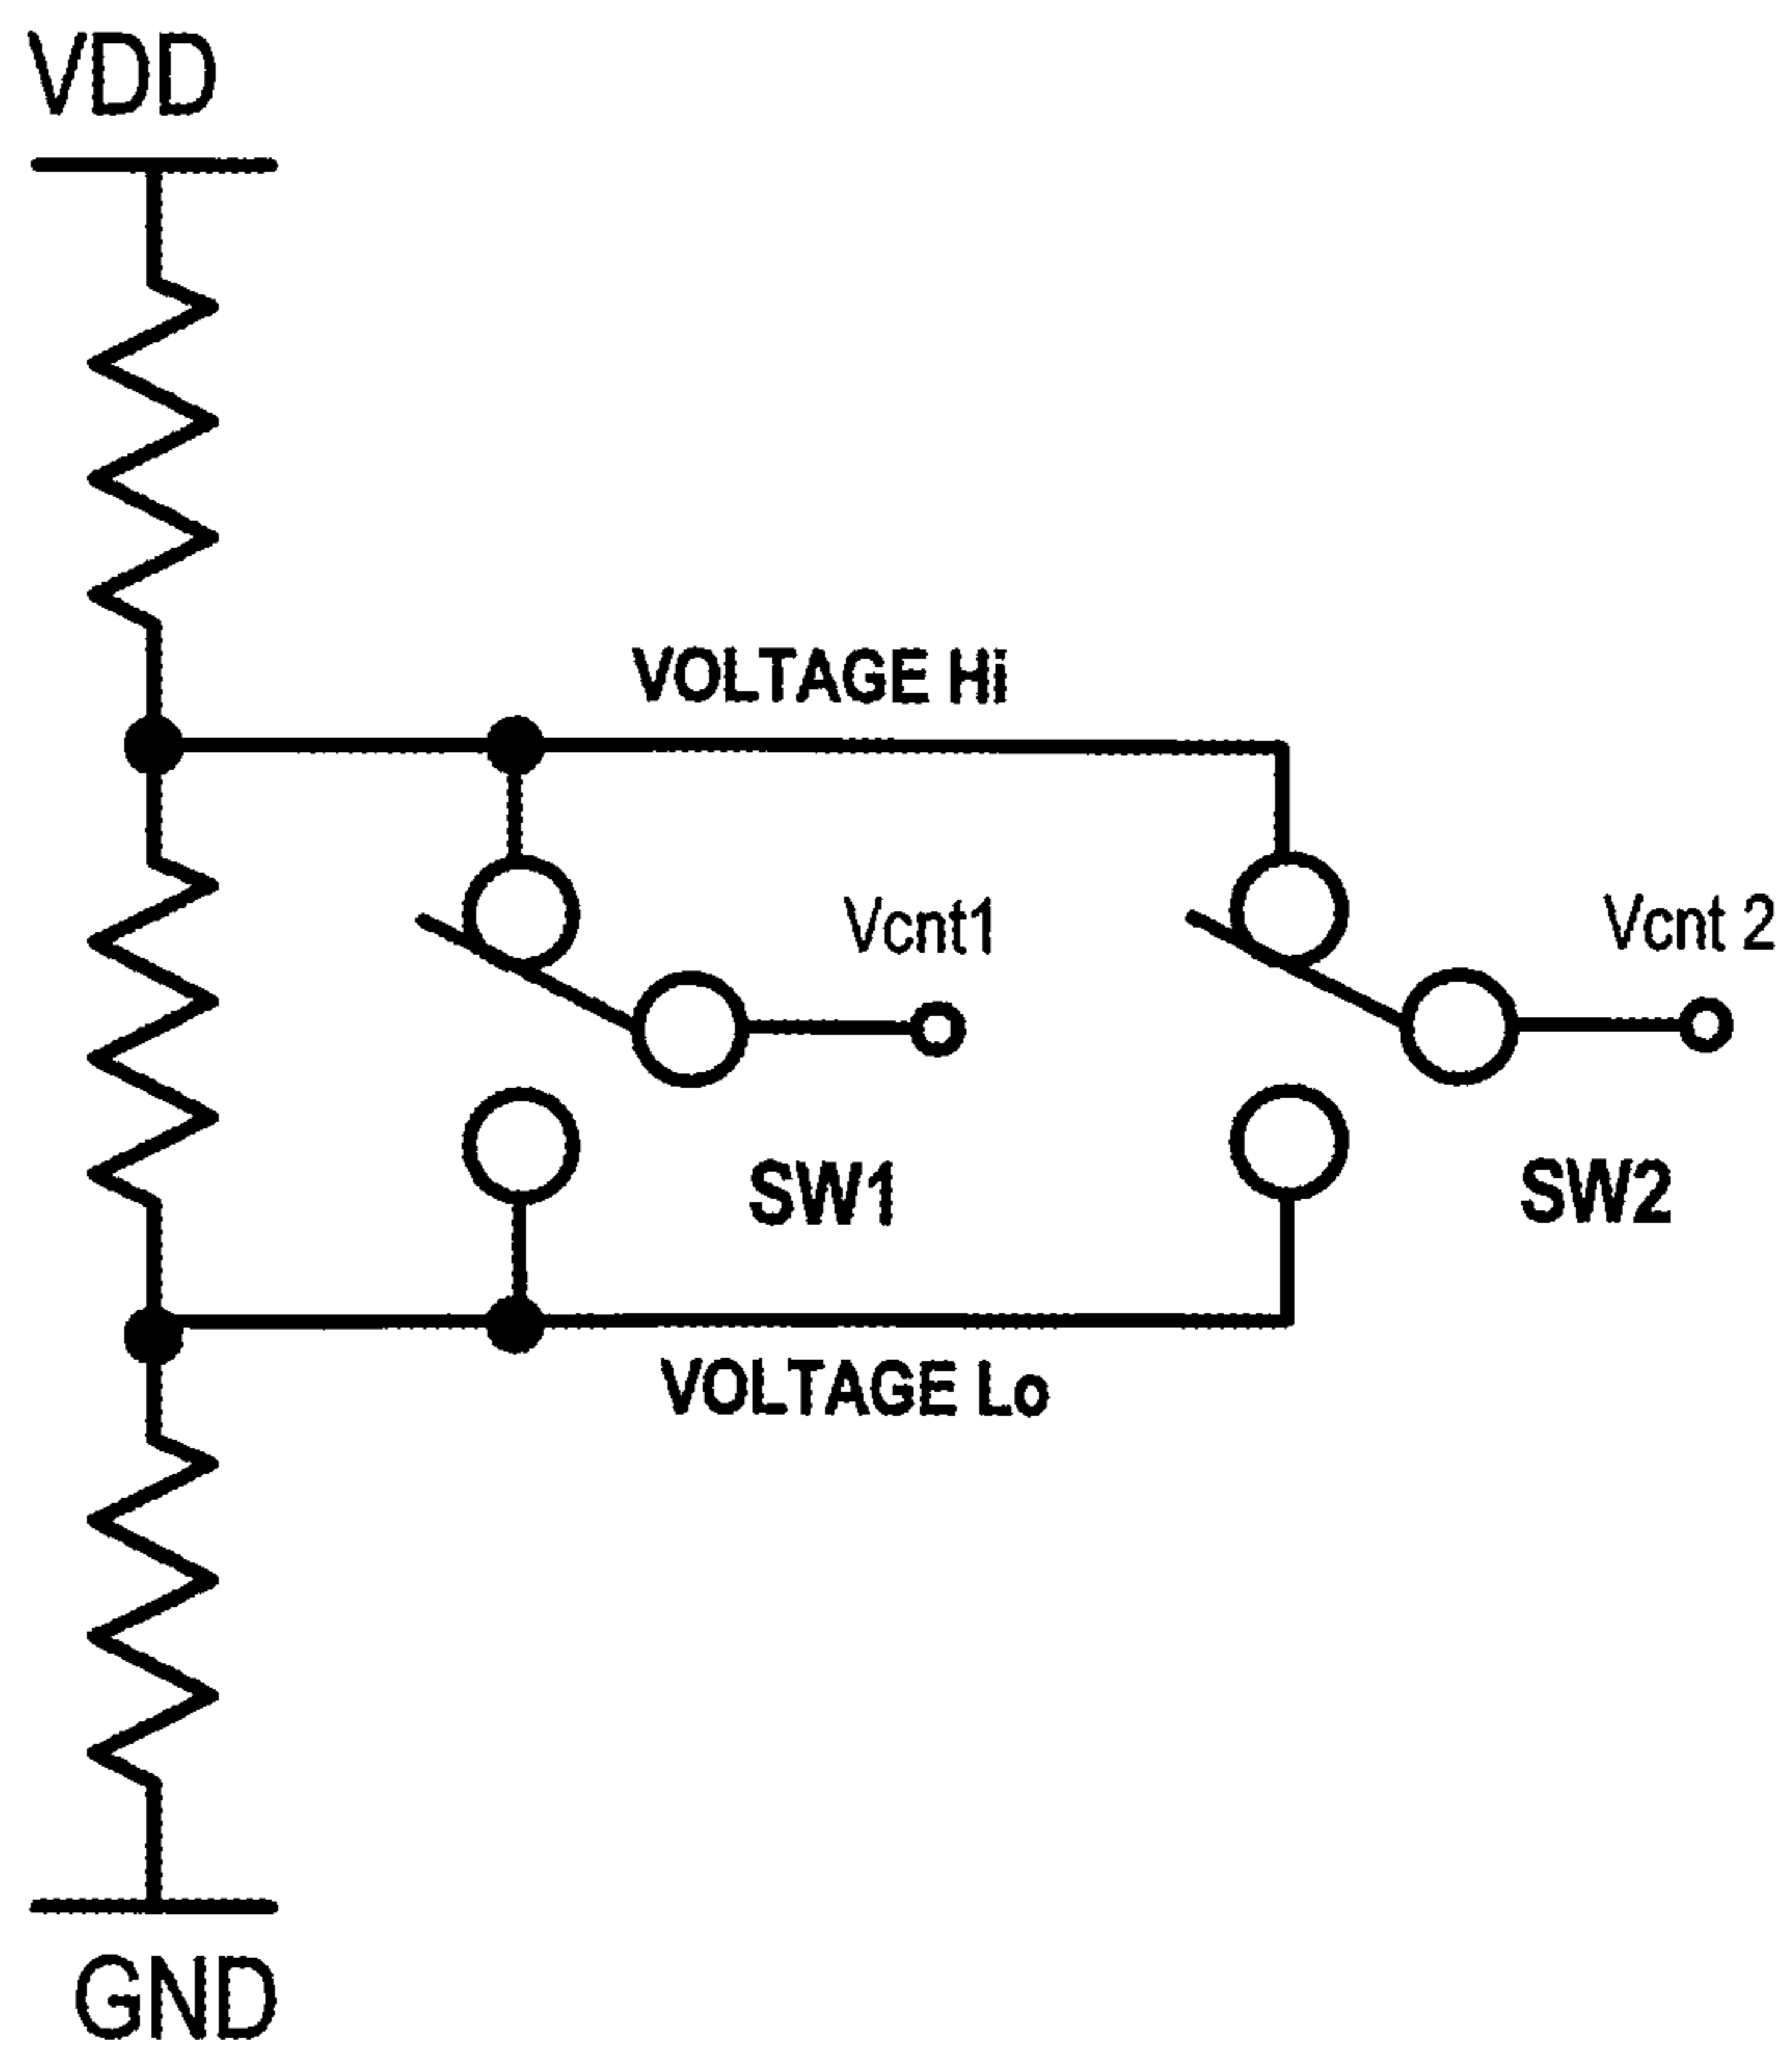 VDD
VOLTAGE Hi
Vcnt1
Vcnt 2
SW1
SW2
VOLTAGE Lo
GND